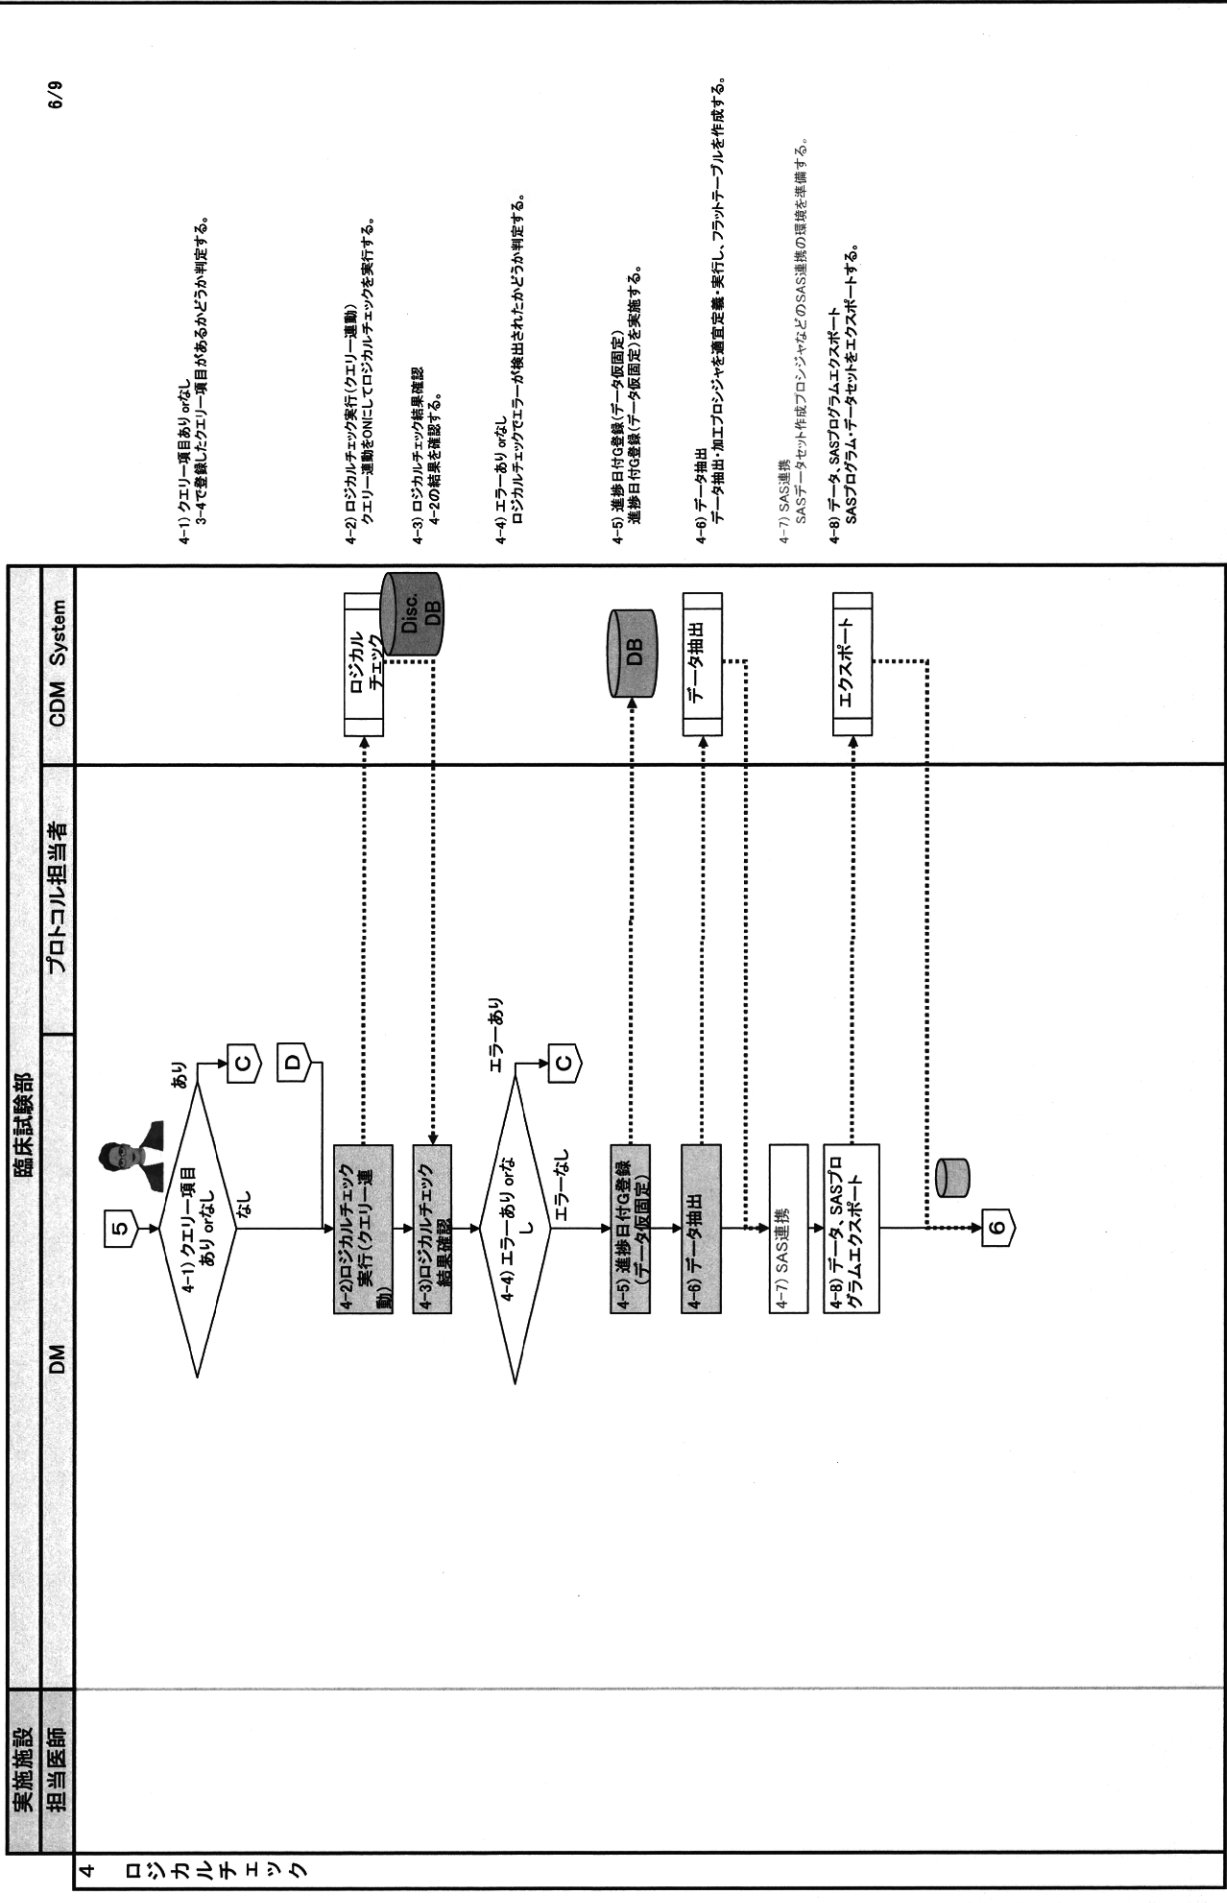 6/9
実施施設
臨床試験部
担当医師
DM
プロトコル担当者
CDM System
4
ロジカルチェック
5
4-1) クエリー項目
あり orなし
あり
C
なし
D
4-2)ロジカルチェック
実行(クエリー連
動)
ロジカル
チェック
Disc.
DB
4-3)ロジカルチェック
結果確認
4-4) エラーあり orな
し
エラーあり
C
エラーなし
4-5) 進捗日付G登録
(データ仮固定)
DB
4-6) データ抽出
データ抽出
4-7) SAS連携
4-8) データ、SASプロ
グラムエクスポート
エクスポート
6
4-1) クエリー項目あり orなし
3-4で登録したクエリー項目があるかどうか判定する。
4-2) ロジカルチェック実行(クエリー連動)
クエリー連動をONにしてロジカルチェックを実行する。
4-3) ロジカルチェック結果確認
4-2の結果を確認する。
4-4) エラーあり orなし
ロジカルチェックでエラーが検出されたかどうか判定する。
4-5) 進捗日付G登録(データ仮固定)
進捗日付G登録(データ仮固定)を実施する。
4-6) データ抽出
データ抽出・加工プロシジャを適宜定義・実行し、フラットテーブルを作成する。
4-7) SAS連携
SASデータセット作成プロシジャなどのSAS連携の環境を準備する。
4-8) データ、SASプログラムエクスポート
SASプログラム・データセットをエクスポートする。